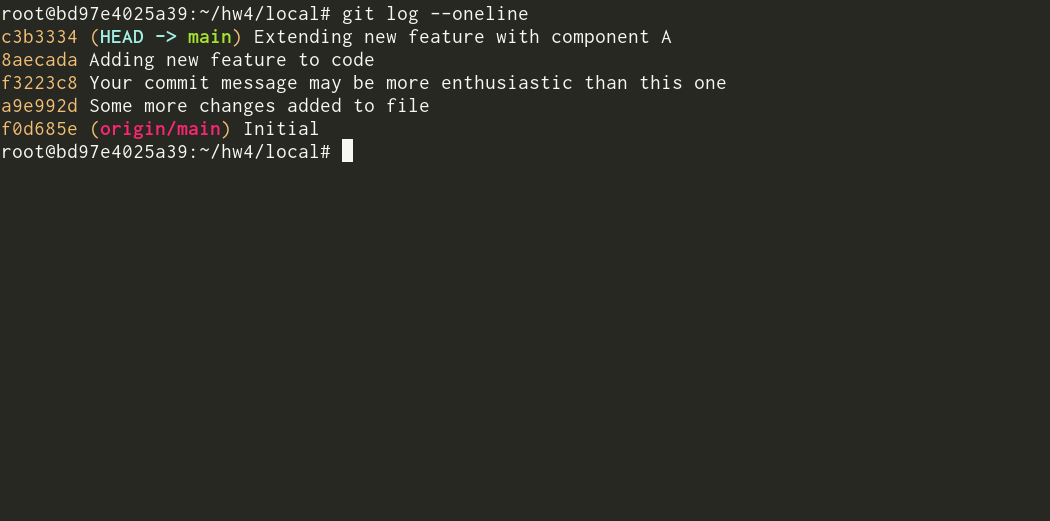 root@bd97e4025a39:~/hw4/local# git log --oneline
c3b3334 (HEAD -> main) Extending new feature with component A
8aecada Adding new feature to code
f3223c8 Your commit message may be more enthusiastic than this one
a9e992d Some more changes added to file
f0d685e (origin/main) Initial
root@bd97e4025a39:~/hw4/local#